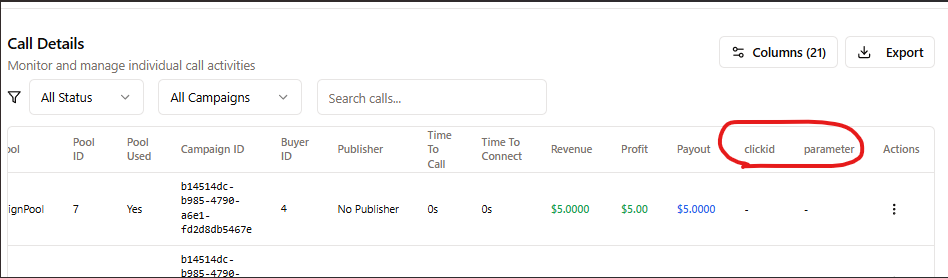 Call Details
Monitor and manage individual call activities
Columns (21)
Export
All Status
All Campaigns
Search calls...
ool
Pool
ID
Pool
Used
Campaign ID
Buyer
ID
Publisher
Time
To
Call
Time To
Connect
Revenue
Profit
Payout
clickid
parameter
Actions
ignPool
7
Yes
b14514dc-
b985-4790-
a6e1-
fd2d8db5467e
4
No Publisher
0s
0s
$5.0000
$5.00
$5.0000
-
-
b14514dc-
b985-4790-